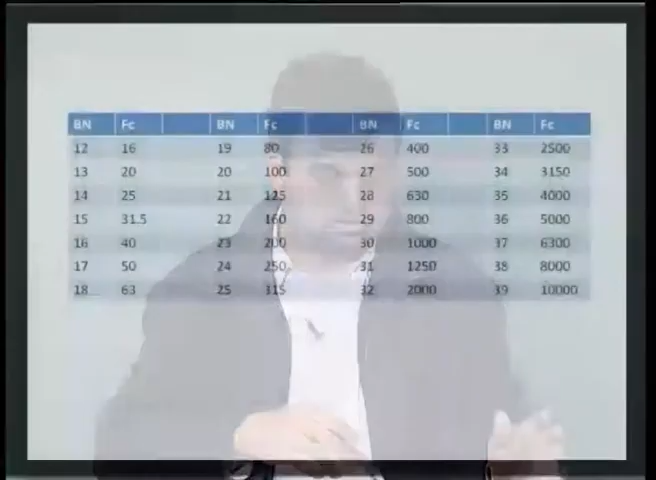 BN Fc BN Fc BN Fc BN Fc
12 16 19 80 26 400 33 2500
13 20 20 100 27 500 34 3150
14 25 21 125 28 630 35 4000
15 31.5 22 160 29 800 36 5000
16 40 23 200 30 1000 37 6300
17 50 24 250 31 1250 38 8000
18 63 25 315 32 2000 39 10000